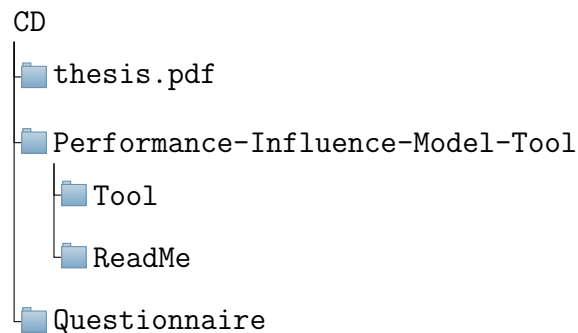 CD
thesis.pdf
Performance-Influence-Model-Tool
Tool
ReadMe
Questionnaire